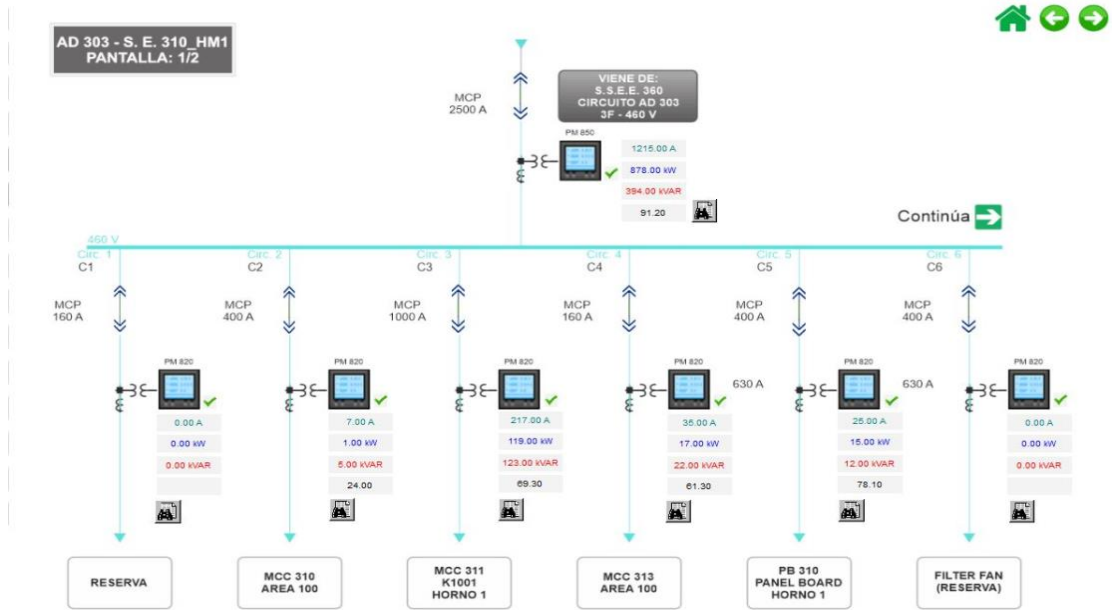 AD 303 - S. E. 310_HM1
PANTALLA: 1/2
MCP
2500 A
VIENE DE:
S.S.E.E. 360
CIRCUITO AD 303
3F - 460 V
PM 850
1215.00 A
878.00 kW
394.00 kVAR
91.20
Continúa
460 V
Circ. 1
C1
Circ. 2
C2
Circ. 3
C3
Circ. 4
C4
Circ. 5
C5
Circ. 6
C6
MCP
160 A
MCP
400 A
MCP
1000 A
MCP
160 A
MCP
400 A
MCP
400 A
PM 820
PM 820
PM 820
PM 820
630 A
PM 820
630 A
PM 820
0.00 A
0.00 kW
0.00 kVAR
7.00 A
1.00 kW
5.00 kVAR
24.00
217.00 A
119.00 kW
123.00 kVAR
69.30
35.00 A
17.00 kW
22.00 kVAR
61.30
25.00 A
15.00 kW
12.00 kVAR
78.10
0.00 A
0.00 kW
0.00 kVAR
RESERVA
MCC 310
AREA 100
MCC 311
K1001
HORNO 1
MCC 313
AREA 100
PB 310
PANEL BOARD
HORNO 1
FILTER FAN
(RESERVA)